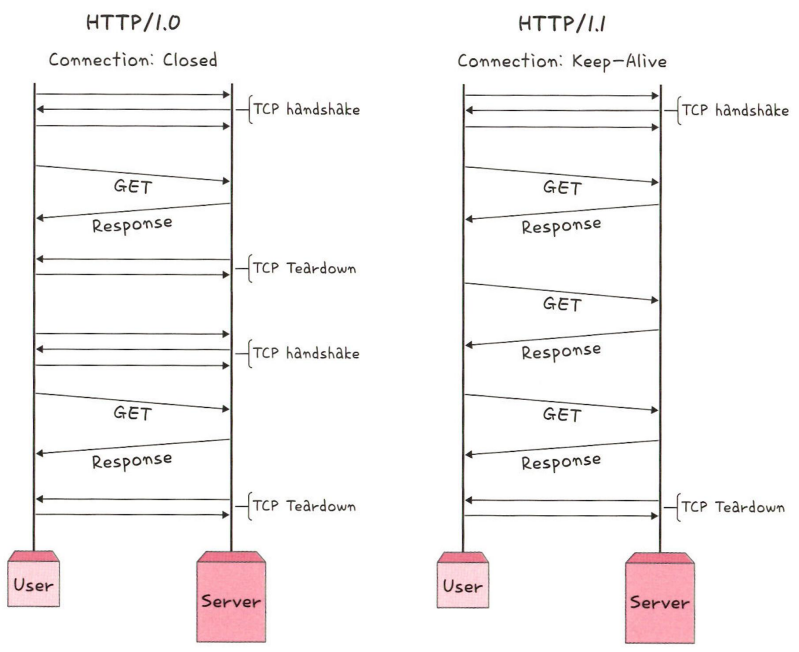 HTTP/1.0
Connection: Closed
TCP handshake
GET
Response
TCP Teardown
TCP handshake
GET
Response
TCP Teardown
User
Server
HTTP/1.1
Connection: Keep-Alive
TCP handshake
GET
Response
GET
Response
GET
Response
TCP Teardown
User
Server